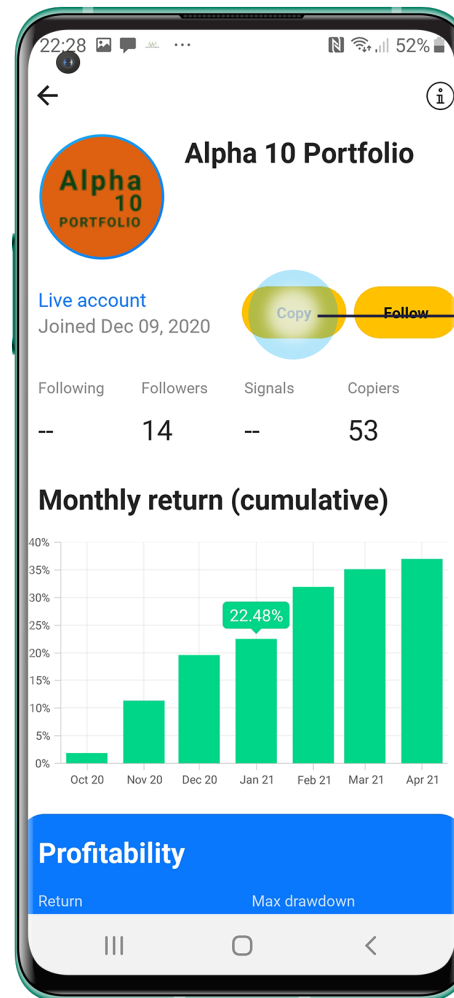 22:28
52%
Alpha
10
PORTFOLIO
Alpha 10 Portfolio
Live account
Joined Dec 09, 2020
Copy
Follow
Following Followers Signals Copiers
-- 14 -- 53
Monthly return (cumulative)
40%
35%
30%
25%
22.48%
20%
15%
10%
5%
0%
Oct 20 Nov 20 Dec 20 Jan 21 Feb 21 Mar 21 Apr 21
Profitability
Return Max drawdown